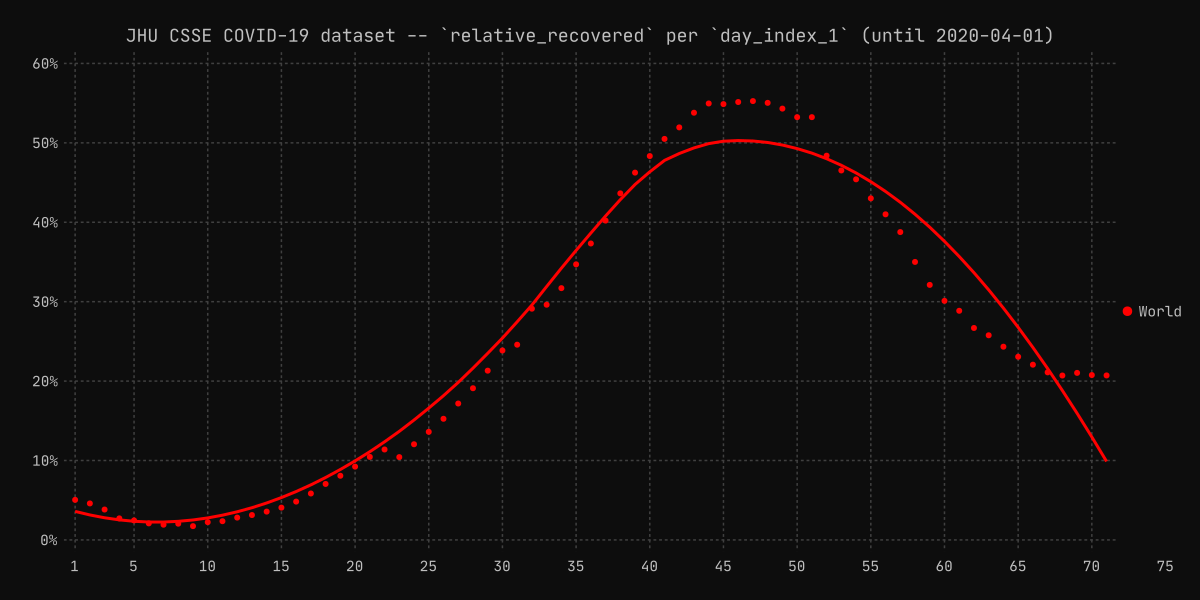 JHU CSSE COVID-19 dataset -- `relative_recovered` per `day_index_1` (until 2020-04-01)
60%
50%
40%
30%
20%
10%
0%
World
1 5 10 15 20 25 30 35 40 45 50 55 60 65 70 75